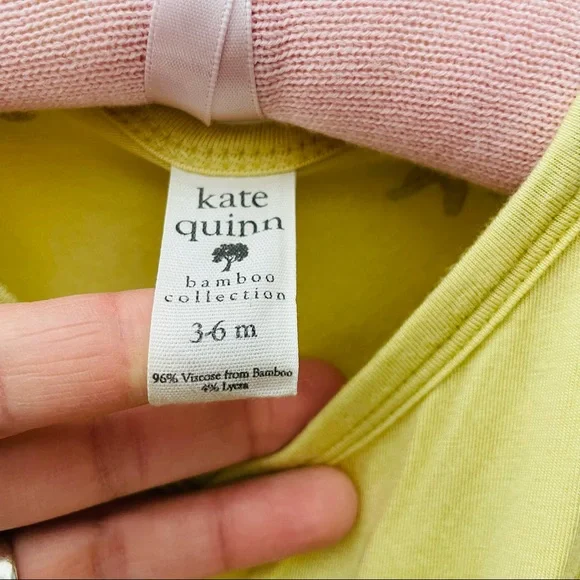 kate
quinn
bamboo
collection
3-6 m
96% Viscose from Bamboo
4% Lycra